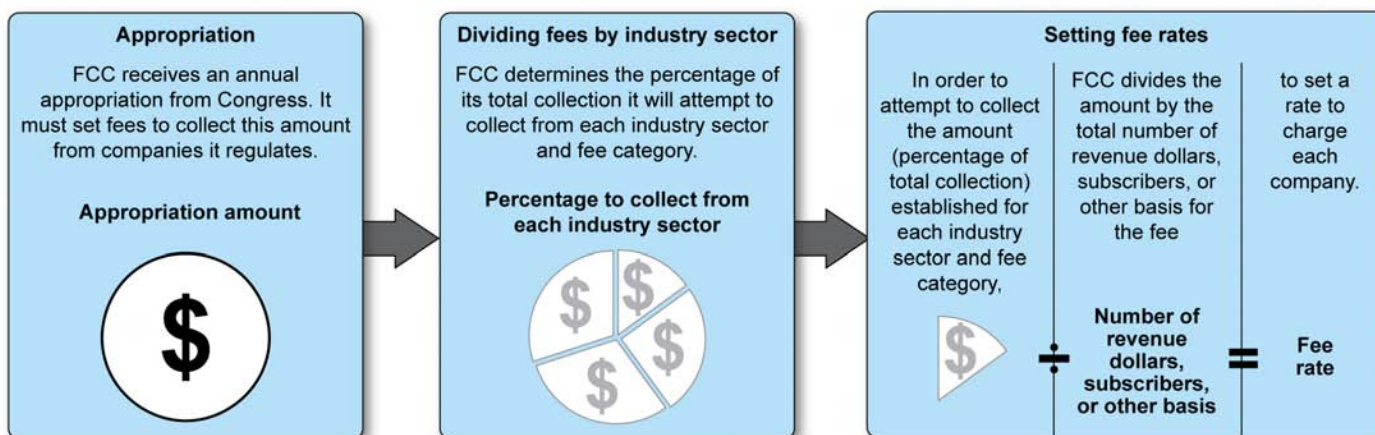 Appropriation
FCC receives an annual
appropriation from Congress. It
must set fees to collect this amount
from companies it regulates.
Appropriation amount
$
Dividing fees by industry sector
FCC determines the percentage of
its total collection it will attempt to
collect from each industry sector
and fee category.
Percentage to collect from
each industry sector
$
$
$
$
Setting fee rates
In order to
attempt to collect
the amount
(percentage of
total collection)
established for
each industry
sector and fee
category,
$
÷
FCC divides the
amount by the
total number of
revenue dollars,
subscribers, or
other basis for
the fee
Number of
revenue
dollars,
subscribers,
or other basis
=
to set a
rate to
charge
each
company.
Fee
rate